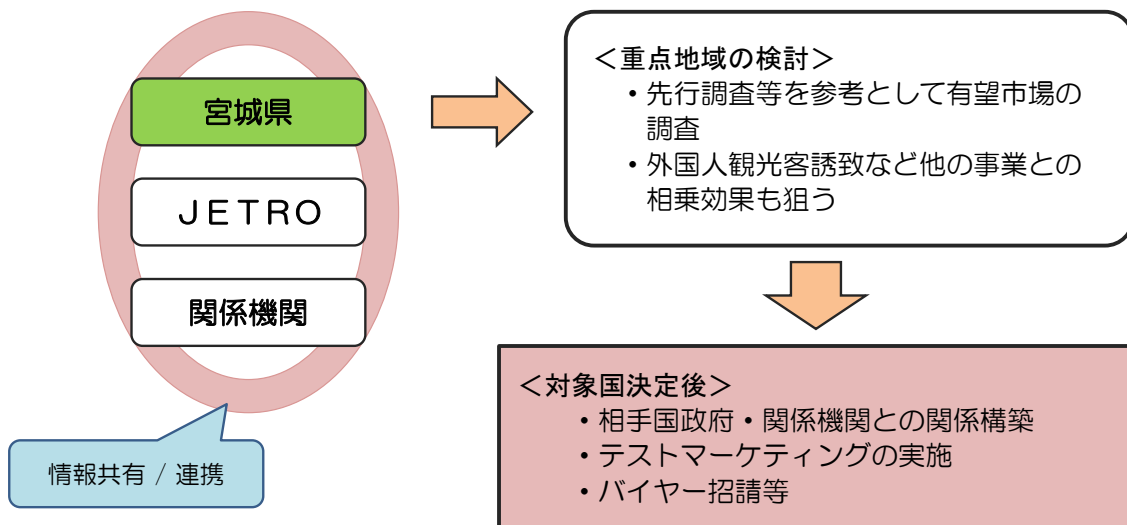 宮城県
ＪＥＴＲＯ
関係機関
情報共有 / 連携
＜重点地域の検討＞
・先行調査等を参考として有望市場の
調査
・外国人観光客誘致など他の事業との
相乗効果も狙う
＜対象国決定後＞
・相手国政府・関係機関との関係構築
・テストマーケティングの実施
・バイヤー招請等